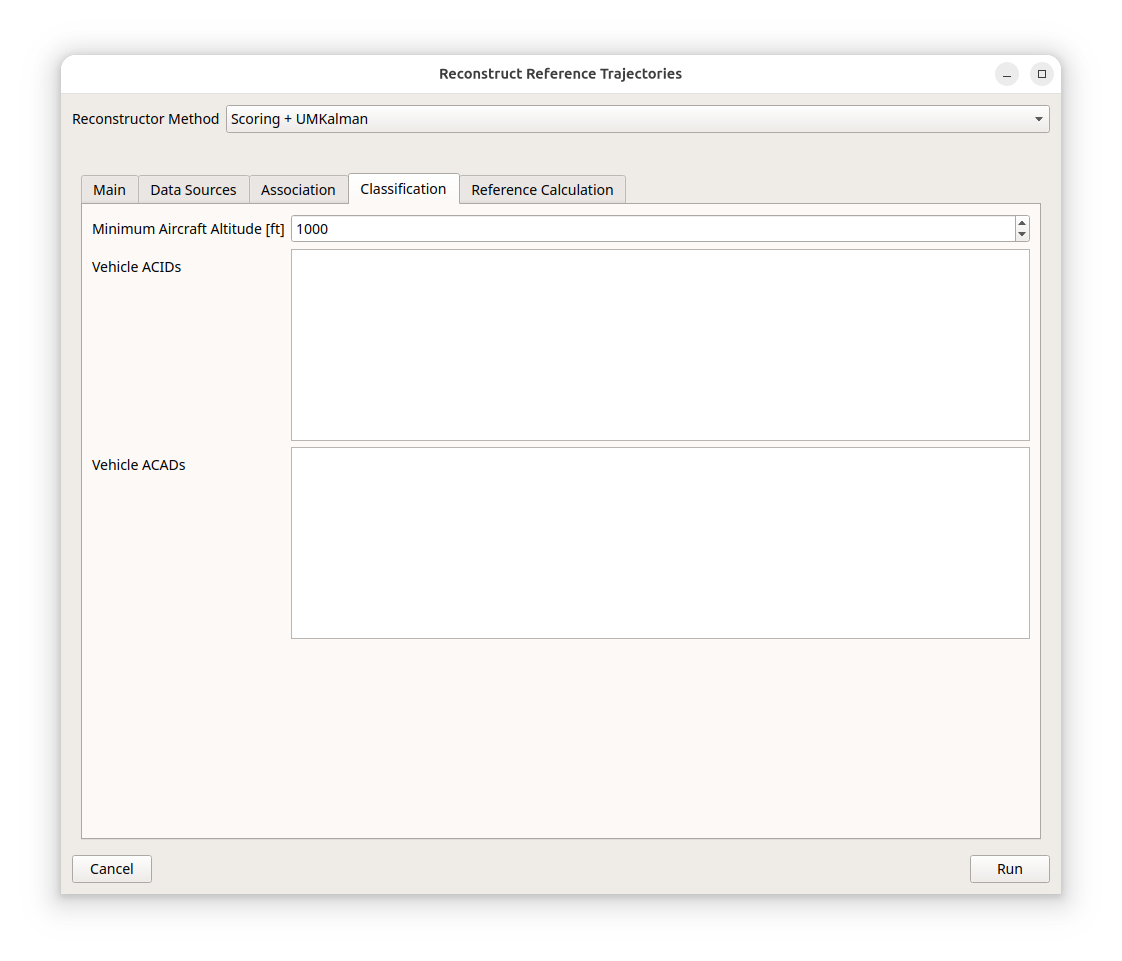 Reconstruct Reference Trajectories
Reconstructor Method Scoring + UMKalman
Main Data Sources Association Classification Reference Calculation
Minimum Aircraft Altitude [ft] 1000
Vehicle ACIDs
Vehicle ACADs
Cancel Run